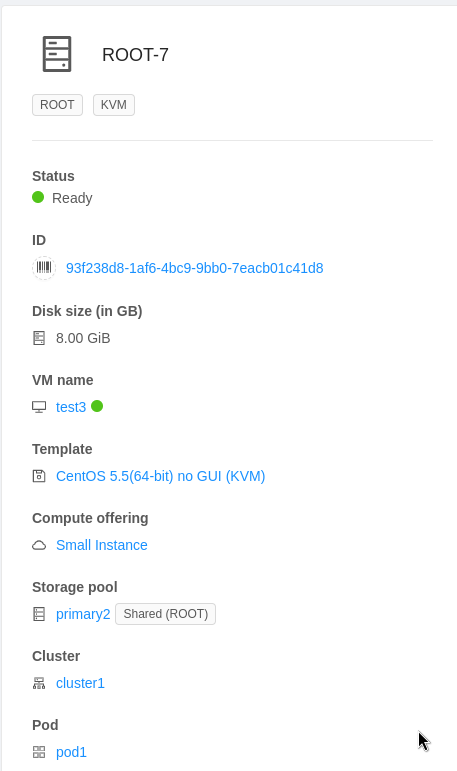 ROOT-7
ROOT KVM
Status
Ready
ID
93f238d8-1af6-4bc9-9bb0-7eacb01c41d8
Disk size (in GB)
8.00 GiB
VM name
test3
Template
CentOS 5.5(64-bit) no GUI (KVM)
Compute offering
Small Instance
Storage pool
primary2 Shared (ROOT)
Cluster
cluster1
Pod
pod1